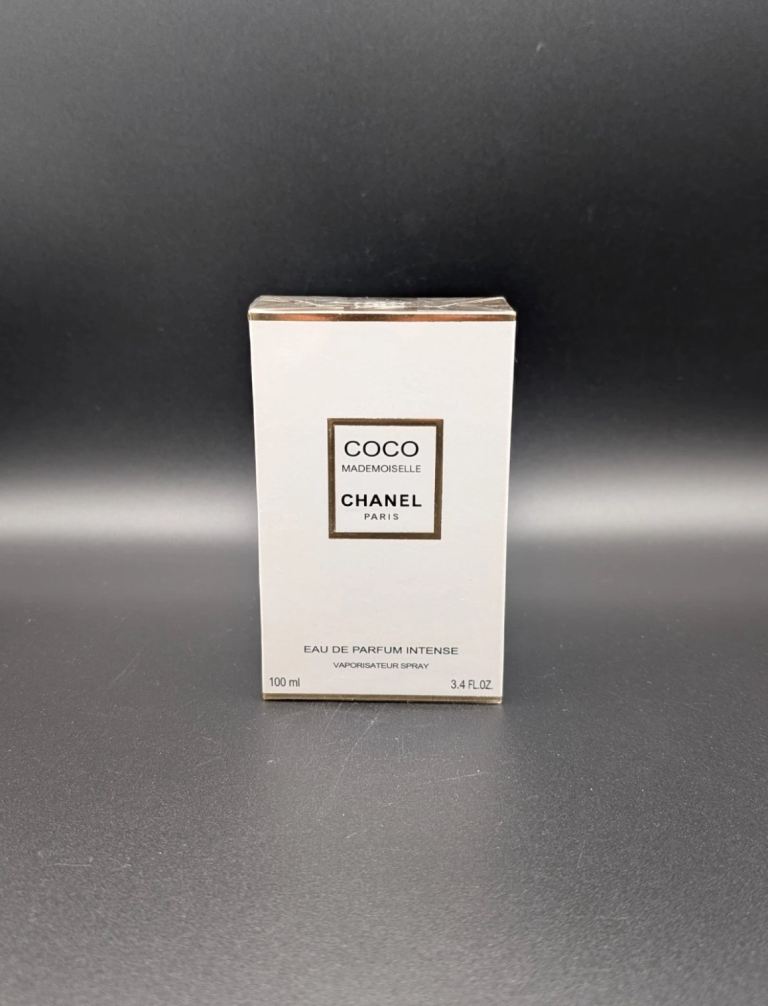 COCO
MADEMOISELLE
CHANEL
PARIS
EAU DE PARFUM INTENSE
VAPORISATEUR SPRAY
100 ml
3.4 FL.OZ.